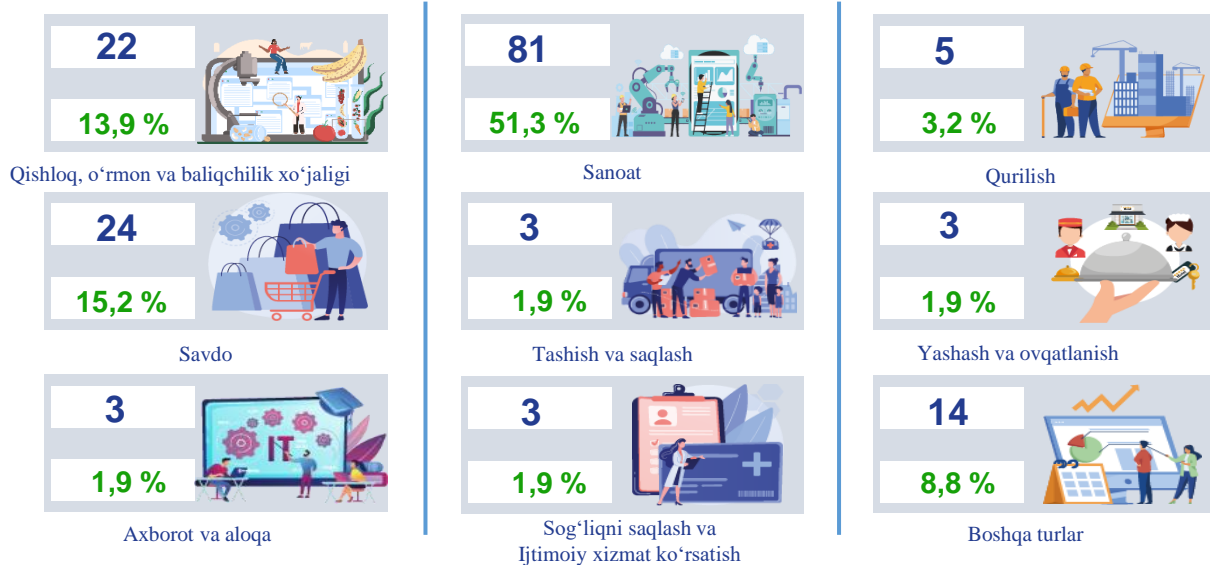 22
13,9 %
Qishloq, o‘rmon va baliqchilik xo‘jaligi
81
51,3 %
Sanoat
5
3,2 %
Qurilish
24
15,2 %
Savdo
3
1,9 %
Tashish va saqlash
3
1,9 %
Yashash va ovqatlanish
3
1,9 %
IT
Axborot va aloqa
3
1,9 %
Sog‘liqni saqlash va
Ijtimoiy xizmat ko‘rsatish
14
8,8 %
Boshqa turlar